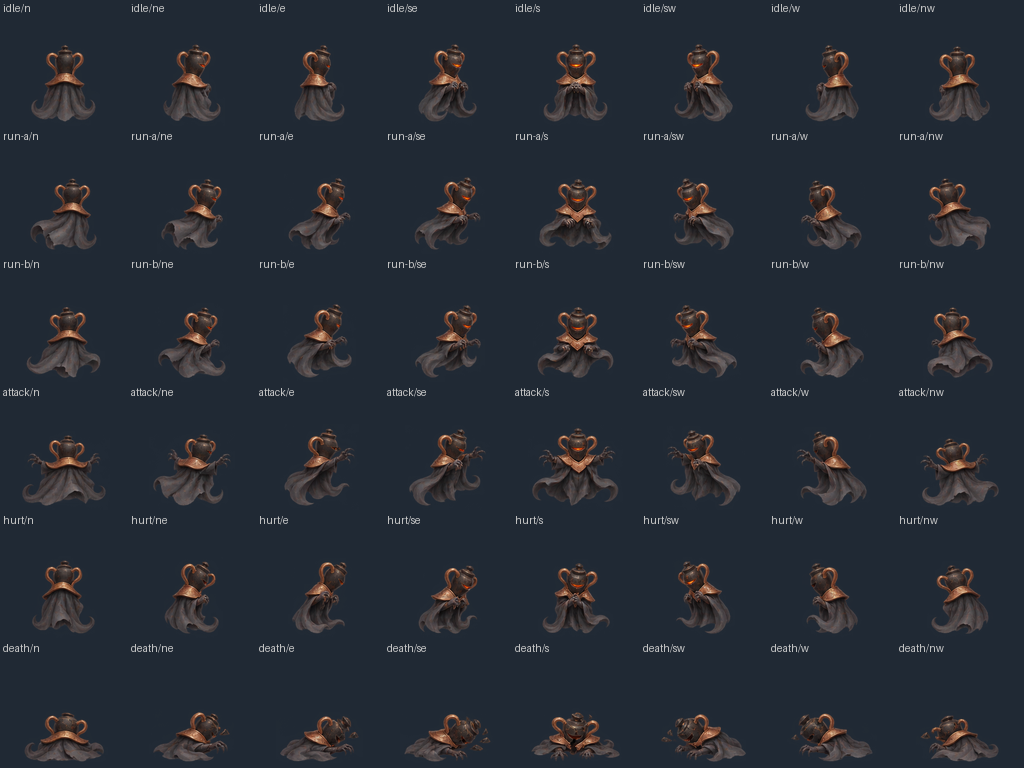 idle/n idle/ne idle/e idle/se idle/s idle/sw idle/w idle/nw
run-a/n run-a/ne run-a/e run-a/se run-a/s run-a/sw run-a/w run-a/nw
run-b/n run-b/ne run-b/e run-b/se run-b/s run-b/sw run-b/w run-b/nw
attack/n attack/ne attack/e attack/se attack/s attack/sw attack/w attack/nw
hurt/n hurt/ne hurt/e hurt/se hurt/s hurt/sw hurt/w hurt/nw
death/n death/ne death/e death/se death/s death/sw death/w death/nw